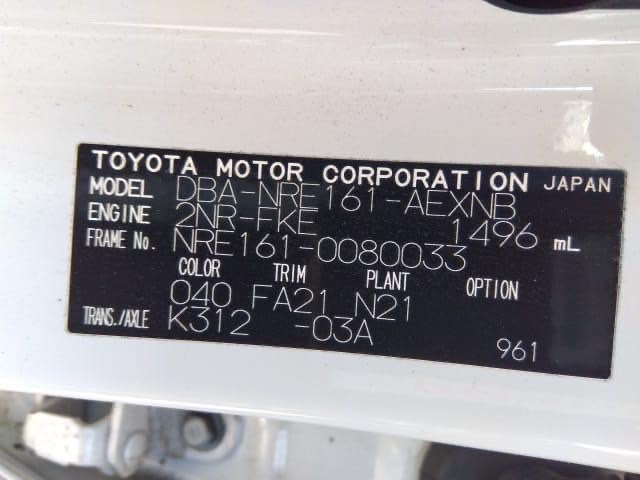 TOYOTA MOTOR CORPORATION JAPAN
MODEL DBA-NRE161-AEXNB
ENGINE 2NR-FKE 1496 mL
FRAME No. NRE161-0080033
COLOR TRIM PLANT OPTION
040 FA21 N21
TRANS./AXLE K312 -03A
961